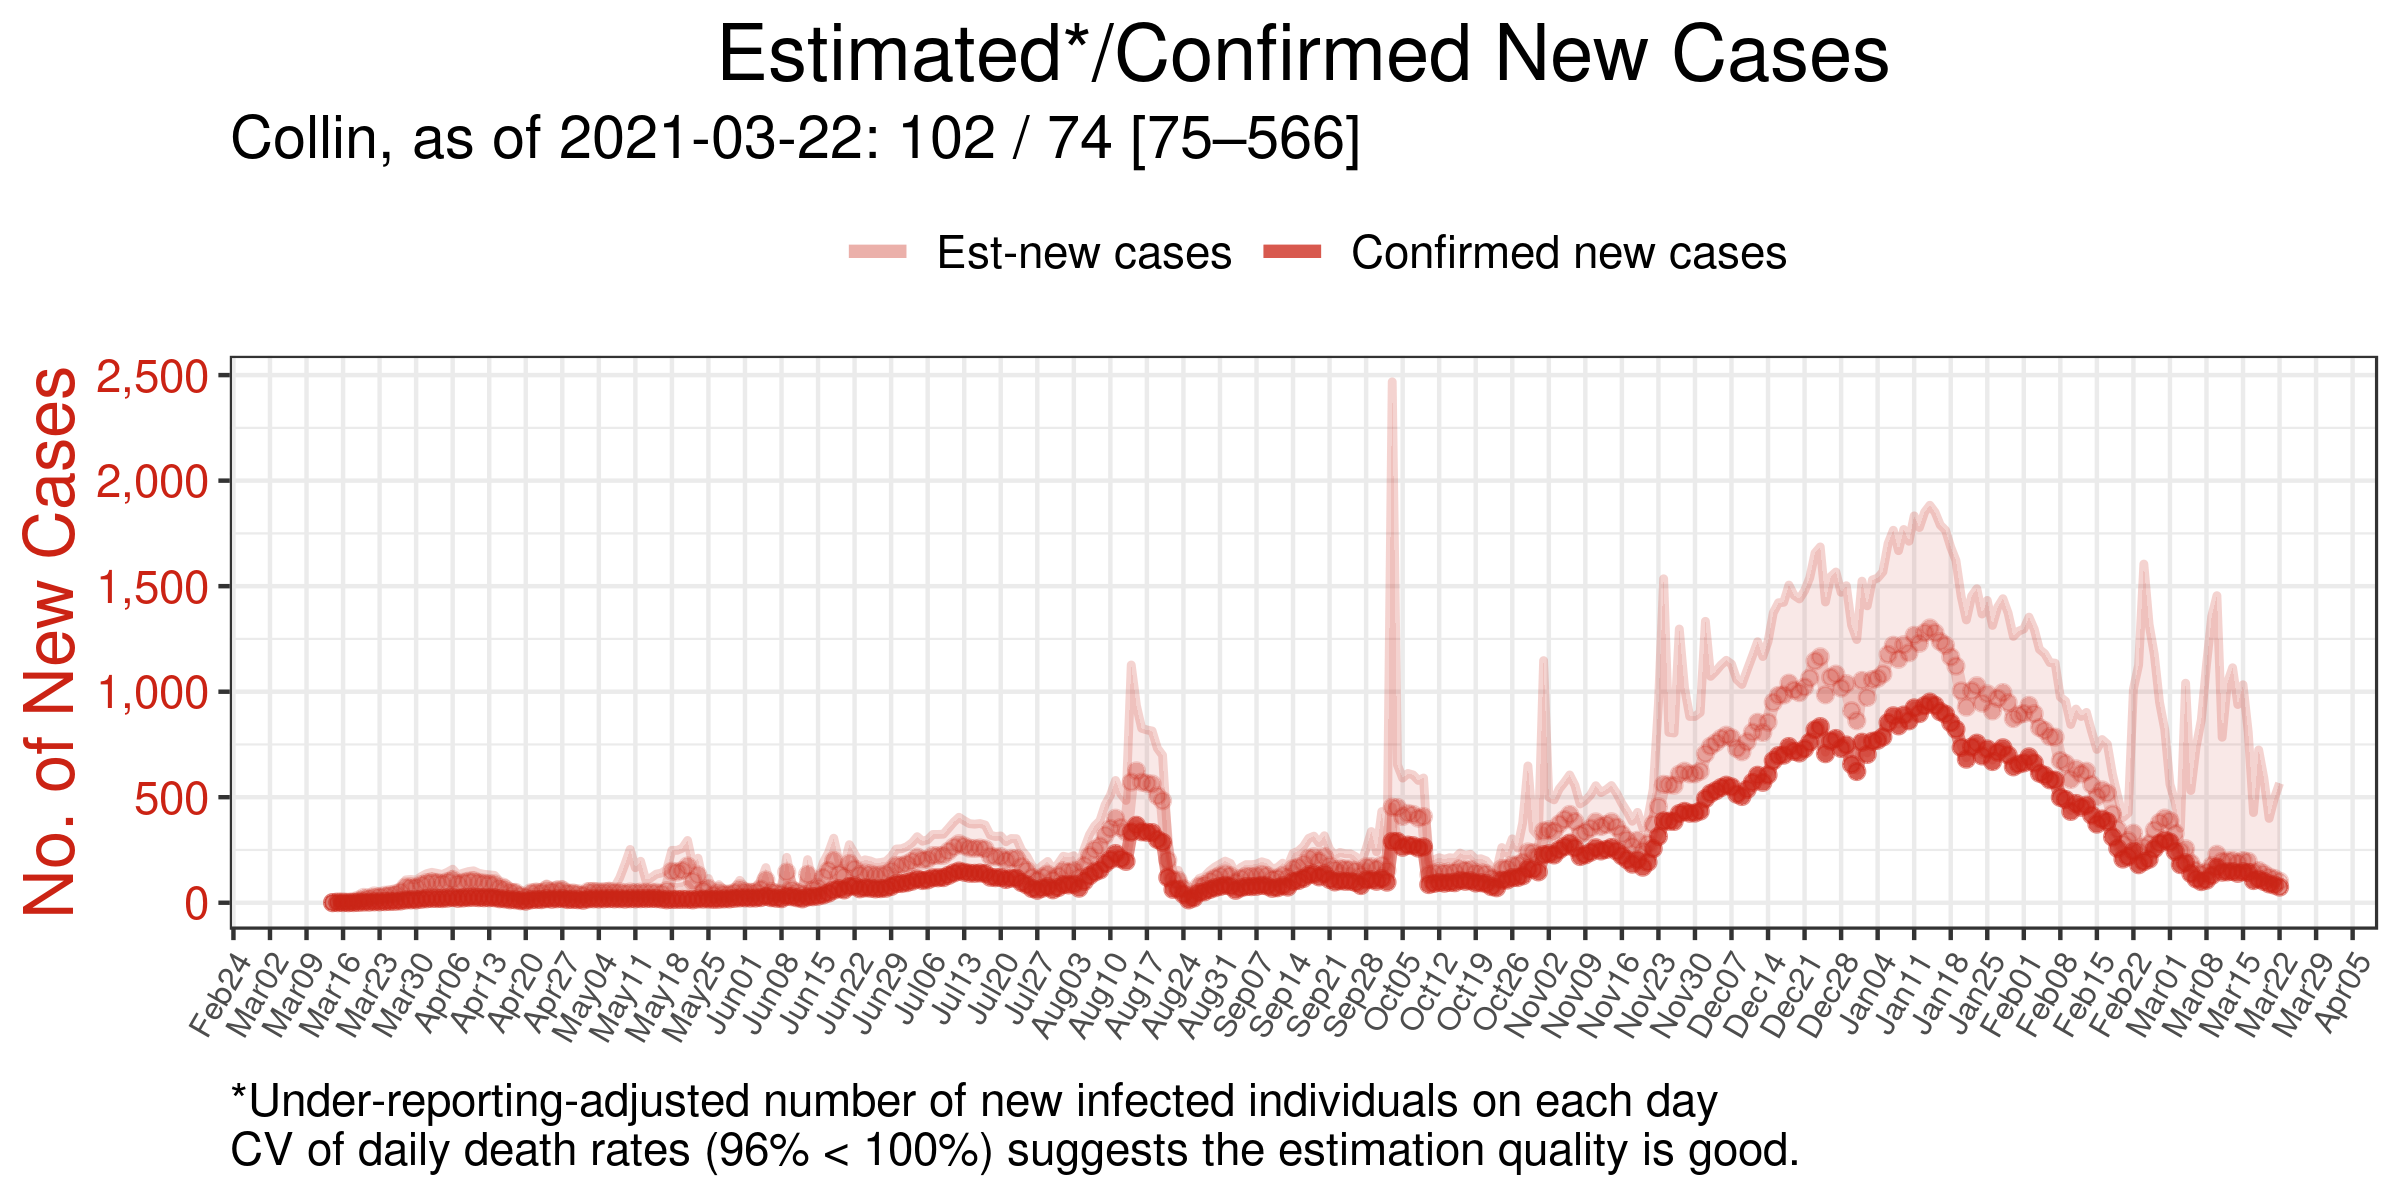 Estimated*/Confirmed New Cases
Collin, as of 2021-03-22: 102 / 74 [75–566]
Est-new cases Confirmed new cases
No. of New Cases
2,500
2,000
1,500
1,000
500
0
Feb24 Mar02 Mar09 Mar16 Mar23 Mar30 Apr06 Apr13 Apr20 Apr27 May04 May11 May18 May25 Jun01 Jun08 Jun15 Jun22 Jun29 Jul06 Jul13 Jul20 Jul27 Aug03 Aug10 Aug17 Aug24 Aug31 Sep07 Sep14 Sep21 Sep28 Oct05 Oct12 Oct19 Oct26 Nov02 Nov09 Nov16 Nov23 Nov30 Dec07 Dec14 Dec21 Dec28 Jan04 Jan11 Jan18 Jan25 Feb01 Feb08 Feb15 Feb22 Mar01 Mar08 Mar15 Mar22 Mar29 Apr05
*Under-reporting-adjusted number of new infected individuals on each day
CV of daily death rates (96% < 100%) suggests the estimation quality is good.